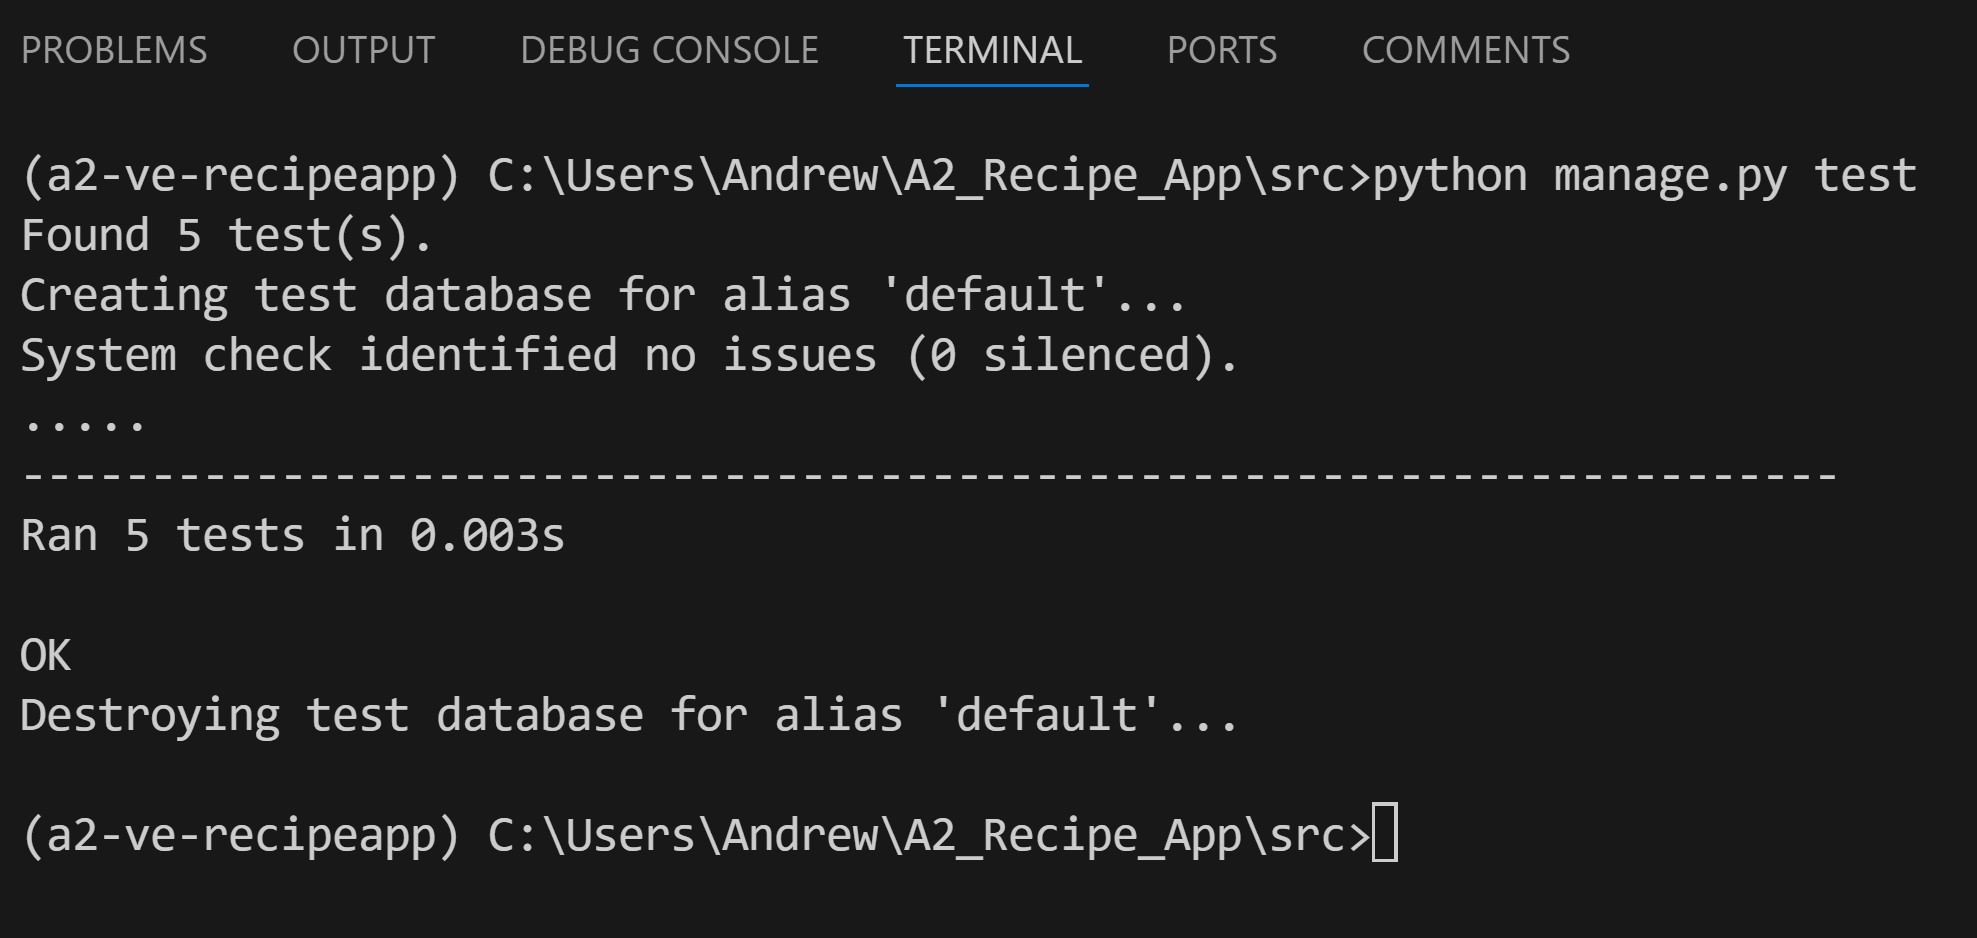 PROBLEMS OUTPUT DEBUG CONSOLE TERMINAL PORTS COMMENTS
(a2-ve-recipeapp) C:\Users\Andrew\A2_Recipe_App\src>python manage.py test
Found 5 test(s).
Creating test database for alias 'default'...
System check identified no issues (0 silenced).
.....
----------------------------------------------------------------------
Ran 5 tests in 0.003s
OK
Destroying test database for alias 'default'...
(a2-ve-recipeapp) C:\Users\Andrew\A2_Recipe_App\src>